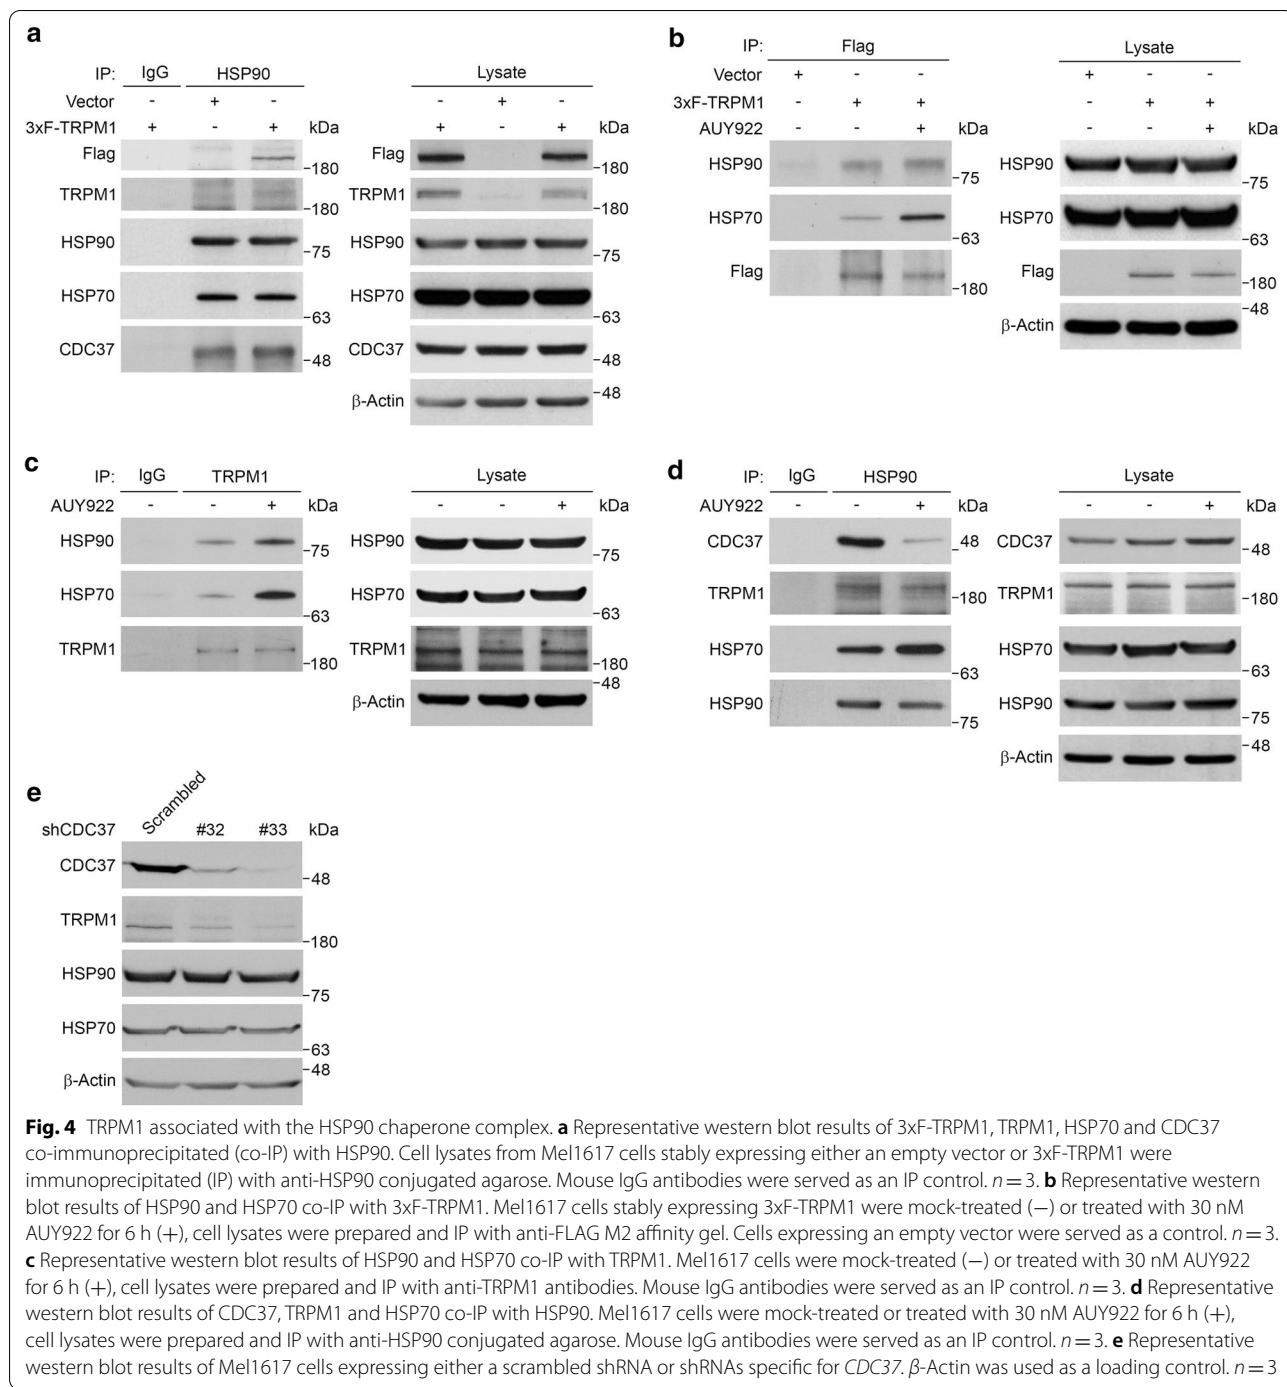 a
IP: IgG HSP90 Lysate
Vector - + - - + -
3xF-TRPM1 + - + kDa + - + kDa
Flag -180 Flag -180
TRPM1 -180 TRPM1 -180
HSP90 -75 HSP90 -75
HSP70 -63 HSP70 -63
CDC37 -48 CDC37 -48
β-Actin -48
b
IP: Flag Lysate
Vector + - - + - -
3xF-TRPM1 - + + - + +
AUY922 - - + kDa - - + kDa
HSP90 -75 HSP90 -75
HSP70 -63 HSP70 -63
Flag -180 Flag -180
β-Actin -48
c
IP: IgG TRPM1 Lysate
AUY922 - - + kDa - - + kDa
HSP90 -75 HSP90 -75
HSP70 -63 HSP70 -63
TRPM1 -180 TRPM1 -180
β-Actin -48
d
IP: IgG HSP90 Lysate
AUY922 - - + kDa - - + kDa
CDC37 -48 CDC37 -48
TRPM1 -180 TRPM1 -180
HSP70 -63 HSP70 -63
HSP90 -75 HSP90 -75
β-Actin -48
e
shCDC37 Scrambled #32 #33 kDa
CDC37 -48
TRPM1 -180
HSP90 -75
HSP70 -63
β-Actin -48
Fig. 4 TRPM1 associated with the HSP90 chaperone complex. a Representative western blot results of 3xF-TRPM1, TRPM1, HSP70 and CDC37
co-immunoprecipitated (co-IP) with HSP90. Cell lysates from Mel1617 cells stably expressing either an empty vector or 3xF-TRPM1 were
immunoprecipitated (IP) with anti-HSP90 conjugated agarose. Mouse IgG antibodies were served as an IP control. n = 3. b Representative western
blot results of HSP90 and HSP70 co-IP with 3xF-TRPM1. Mel1617 cells stably expressing 3xF-TRPM1 were mock-treated (−) or treated with 30 nM
AUY922 for 6 h (+), cell lysates were prepared and IP with anti-FLAG M2 affinity gel. Cells expressing an empty vector were served as a control. n = 3.
c Representative western blot results of HSP90 and HSP70 co-IP with TRPM1. Mel1617 cells were mock-treated (−) or treated with 30 nM AUY922
for 6 h (+), cell lysates were prepared and IP with anti-TRPM1 antibodies. Mouse IgG antibodies were served as an IP control. n = 3. d Representative
western blot results of CDC37, TRPM1 and HSP70 co-IP with HSP90. Mel1617 cells were mock-treated or treated with 30 nM AUY922 for 6 h (+),
cell lysates were prepared and IP with anti-HSP90 conjugated agarose. Mouse IgG antibodies were served as an IP control. n = 3. e Representative
western blot results of Mel1617 cells expressing either a scrambled shRNA or shRNAs specific for CDC37. β-Actin was used as a loading control. n = 3